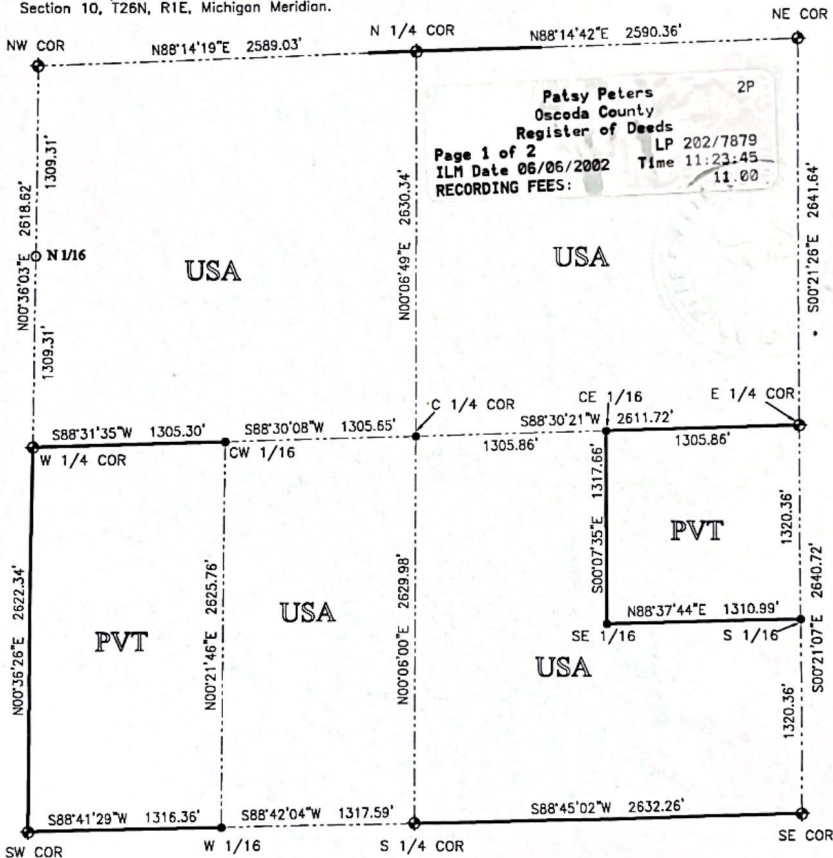 Section 10, T26N, R1E, Michigan Meridian.
NW COR
N88°14'19"E 2589.03'
N 1/4 COR
N88°14'42"E 2590.36'
NE COR
Patsy Peters 2P
Oscoda County
Register of Deeds
Page 1 of 2 LP 202/7879
ILM Date 06/06/2002 Time 11:23:45
RECORDING FEES: 11.00
1309.31'
N00°36'03"E 2618.62'
N 1/16
1309.31'
USA
N00°06'49"E 2630.34'
USA
S00°21'26"E 2641.64'
S88°31'35"W 1305.30'
S88°30'08"W 1305.65'
C 1/4 COR
CE 1/16
E 1/4 COR
S88°30'21"W 2611.72'
1305.86'
1305.86'
W 1/4 COR
CW 1/16
N00°36'26"E 2622.34'
PVT
N00°21'46"E 2625.76'
USA
N00°06'00"E 2629.98'
S00°07'35"E 1317.66'
PVT
1320.36'
N88°37'44"E 1310.99'
SE 1/16
S 1/16
S00°21'07"E 2640.72'
USA
1320.36'
S88°41'29"W 1316.36'
S88°42'04"W 1317.59'
S88°45'02"W 2632.26'
SW COR
W 1/16
S 1/4 COR
SE COR